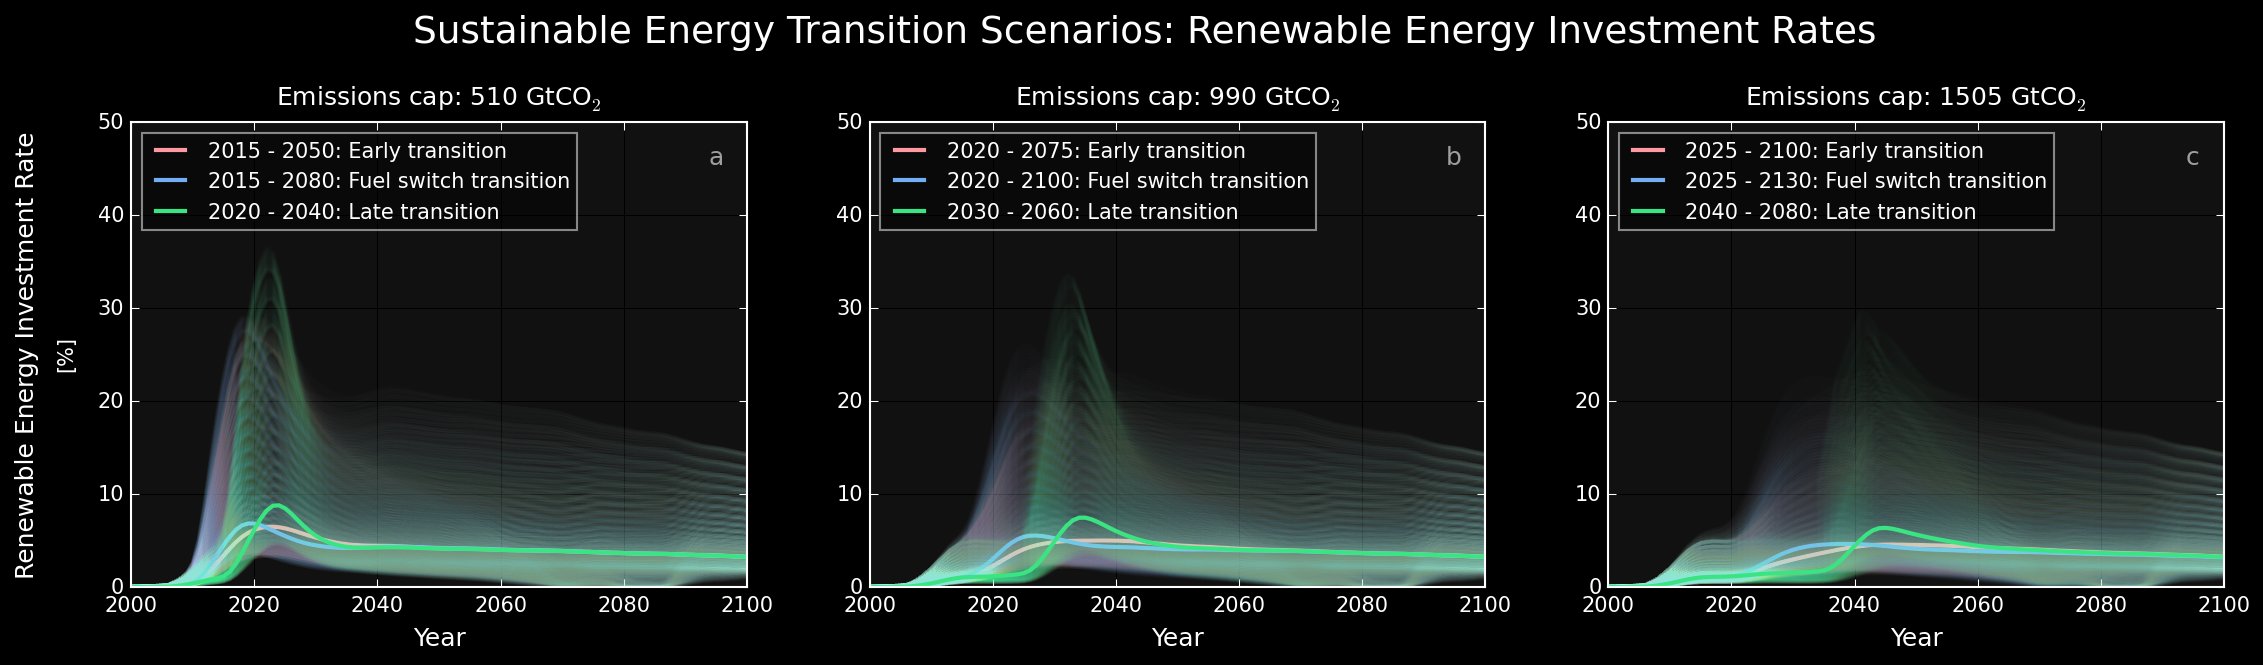 Sustainable Energy Transition Scenarios: Renewable Energy Investment Rates
Renewable Energy Investment Rate
[%]
Emissions cap: 510 GtCO₂
50
40
30
20
10
0
2015 - 2050: Early transition
2015 - 2080: Fuel switch transition
2020 - 2040: Late transition
a
2000 2020 2040 2060 2080 2100
Year
Emissions cap: 990 GtCO₂
50
40
30
20
10
0
2020 - 2075: Early transition
2020 - 2100: Fuel switch transition
2030 - 2060: Late transition
b
2000 2020 2040 2060 2080 2100
Year
Emissions cap: 1505 GtCO₂
50
40
30
20
10
0
2025 - 2100: Early transition
2025 - 2130: Fuel switch transition
2040 - 2080: Late transition
c
2000 2020 2040 2060 2080 2100
Year